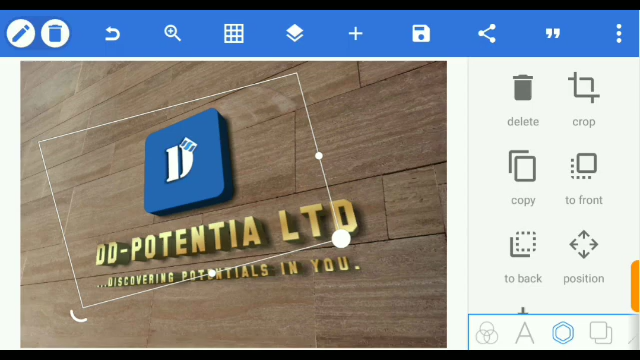 D
DD-POTENTIA LTD
...DISCOVERING POTENTIALS IN YOU.
delete
crop
copy
to front
to back
position
A